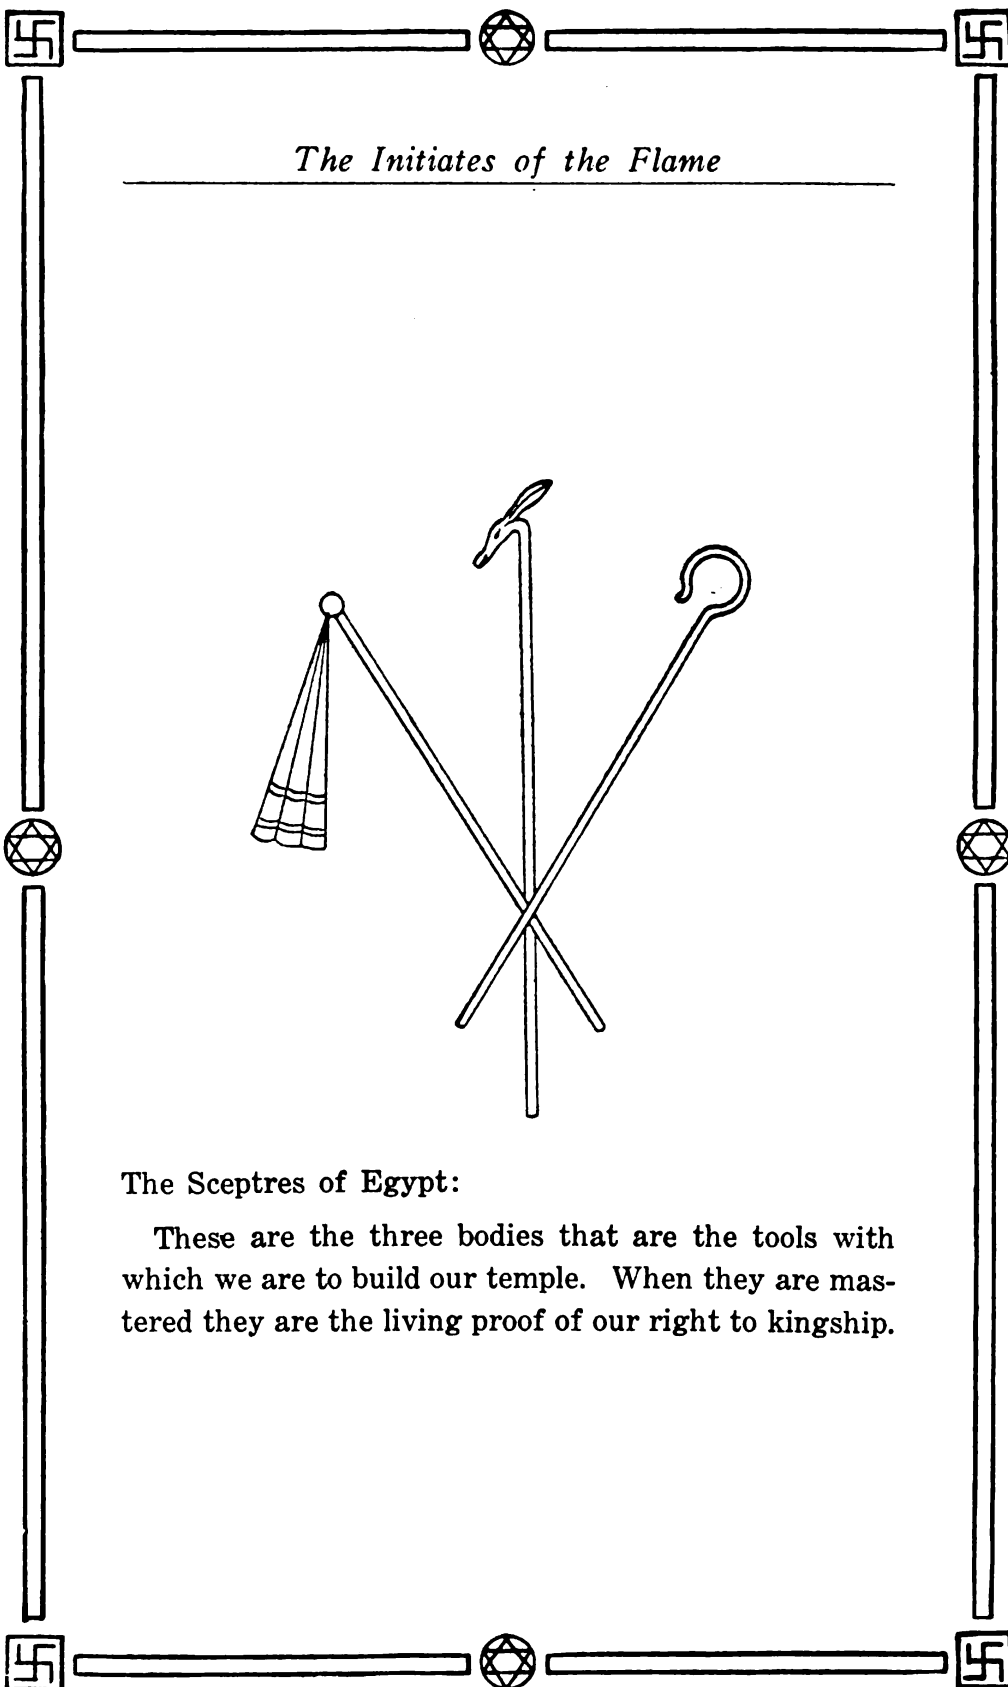 The Initiates of the Flame
The Sceptres of Egypt:
These are the three bodies that are the tools with
which we are to build our temple. When they are mas-
tered they are the living proof of our right to kingship.